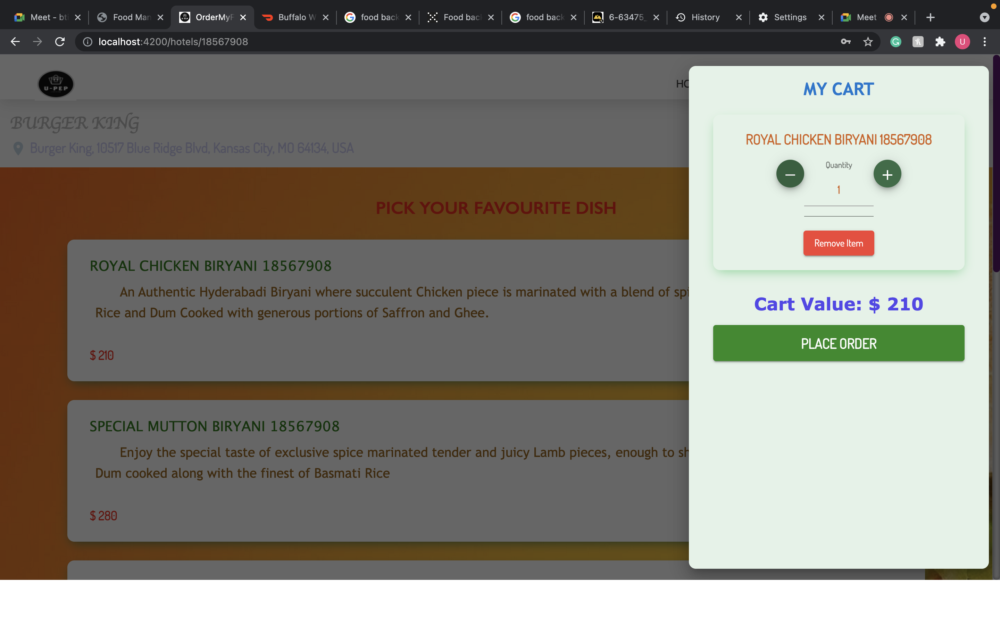 Meet - bti
Food Man
OrderMyF
Buffalo W
food back
Food bac
food back
6-63475_
History
Settings
Meet
localhost:4200/hotels/18567908
U
U-PEP
HO
BURGER KING
Burger King, 10517 Blue Ridge Blvd, Kansas City, MO 64134, USA
PICK YOUR FAVOURITE DISH
ROYAL CHICKEN BIRYANI 18567908
An Authentic Hyderabadi Biryani where succulent Chicken piece is marinated with a blend of spi
Rice and Dum Cooked with generous portions of Saffron and Ghee.
$ 210
SPECIAL MUTTON BIRYANI 18567908
Enjoy the special taste of exclusive spice marinated tender and juicy Lamb pieces, enough to sh
Dum cooked along with the finest of Basmati Rice
$ 280
MY CART
ROYAL CHICKEN BIRYANI 18567908
Quantity
1
Remove Item
Cart Value: $ 210
PLACE ORDER